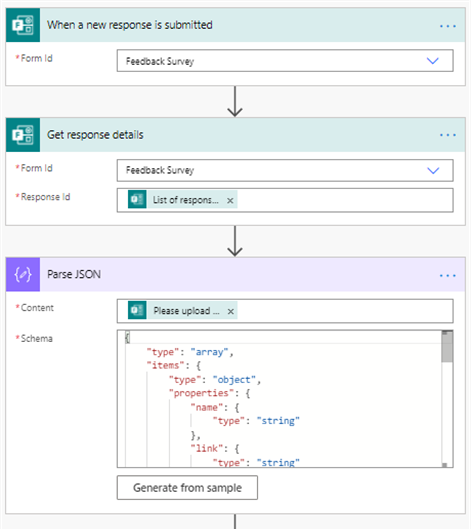 When a new response is submitted
...
*Form Id
Feedback Survey
Get response details
...
*Form Id
Feedback Survey
*Response Id
List of respons... ×
Parse JSON
...
*Content
Please upload ... ×
*Schema
{
"type": "array",
"items": {
"type": "object",
"properties": {
"name": {
"type": "string"
},
"link": {
"type": "string"
Generate from sample